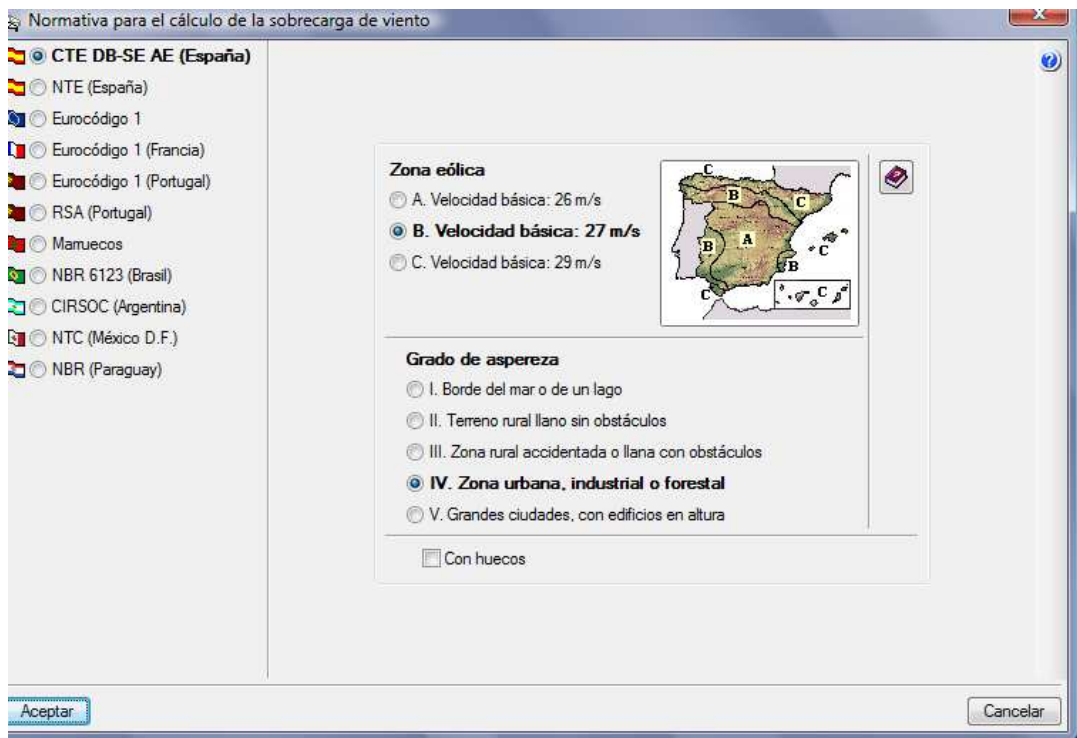 Normativa para el cálculo de la sobrecarga de viento
CTE DB-SE AE (España)
NTE (España)
Eurocódigo 1
Eurocódigo 1 (Francia)
Eurocódigo 1 (Portugal)
RSA (Portugal)
Marruecos
NBR 6123 (Brasil)
CIRSOC (Argentina)
NTC (México D.F.)
NBR (Paraguay)
Zona eólica
A. Velocidad básica: 26 m/s
B. Velocidad básica: 27 m/s
C. Velocidad básica: 29 m/s
C
B
C
B
A
C
B
C
C
Grado de aspereza
I. Borde del mar o de un lago
II. Terreno rural llano sin obstáculos
III. Zona rural accidentada o llana con obstáculos
IV. Zona urbana, industrial o forestal
V. Grandes ciudades, con edificios en altura
Con huecos
Aceptar
Cancelar